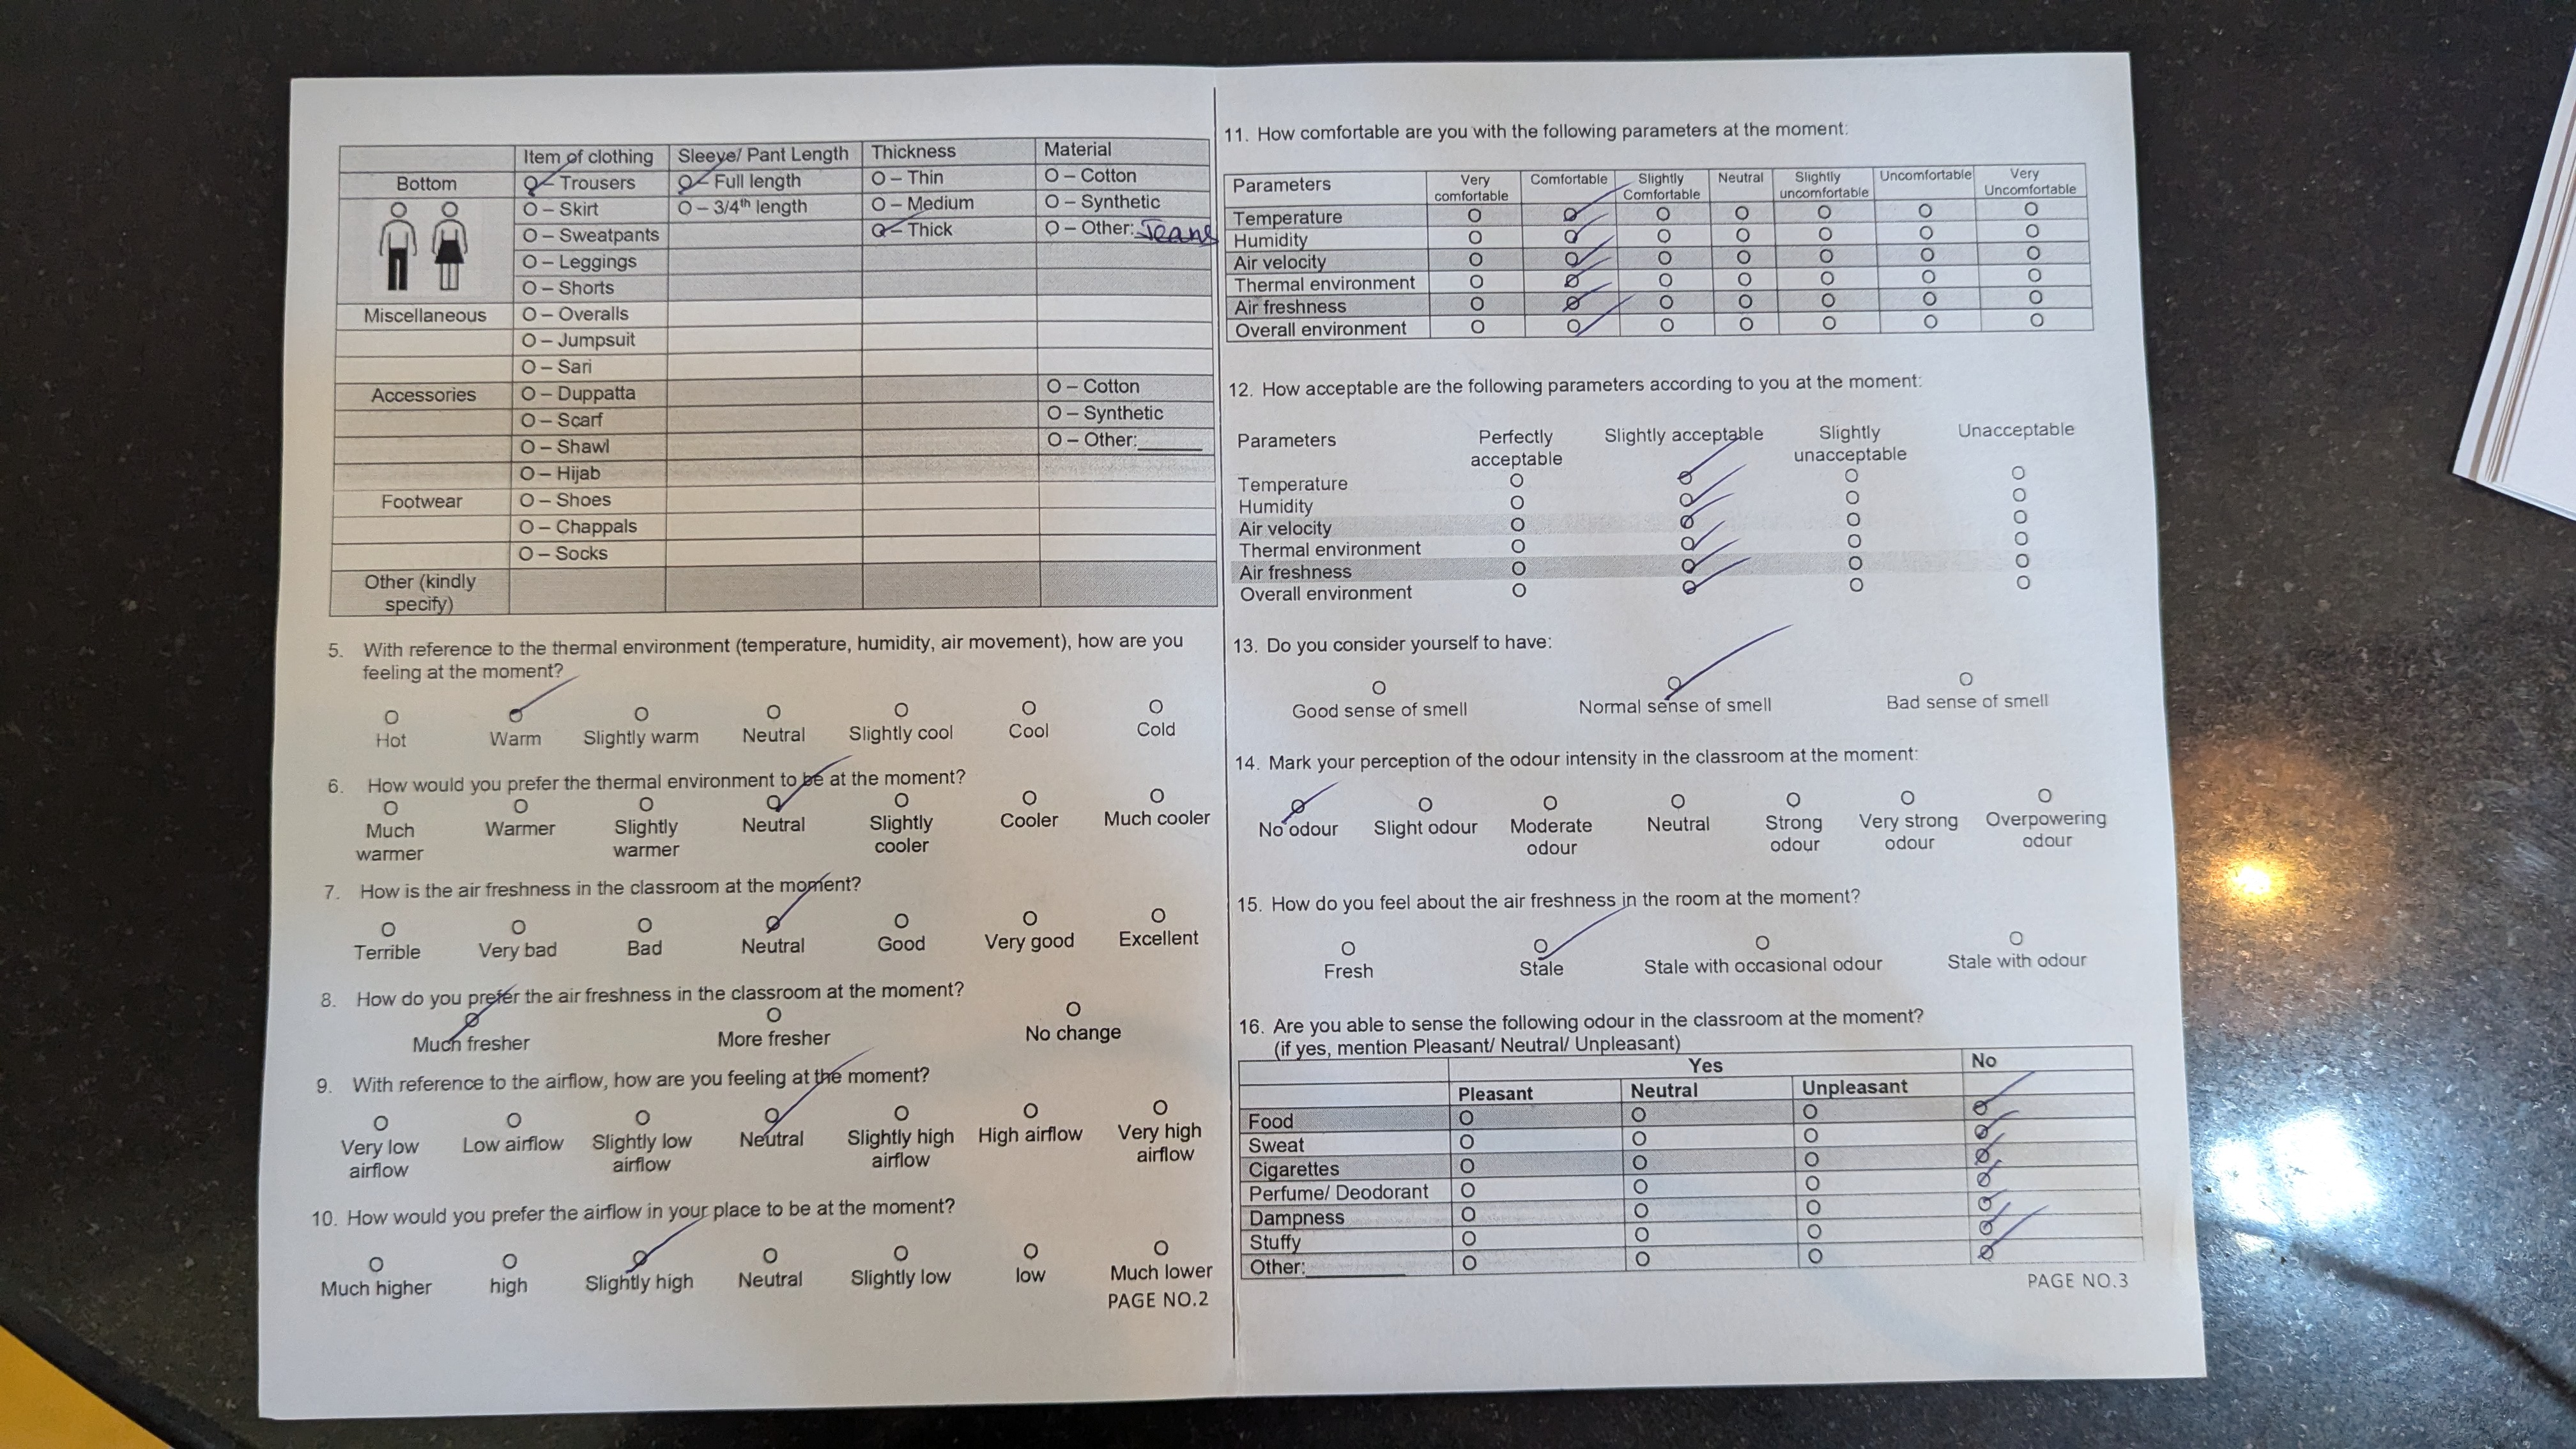 Item of clothing Sleeve/ Pant Length Thickness Material
Bottom O – Trousers O – Full length O – Thin O – Cotton
O – Skirt O – 3/4th length O – Medium O – Synthetic
O – Sweatpants O – Thick O – Other: Jeans
O – Leggings
O – Shorts
Miscellaneous O – Overalls
O – Jumpsuit
O – Sari
Accessories O – Duppatta O – Cotton
O – Scarf O – Synthetic
O – Shawl O – Other:______
O – Hijab
Footwear O – Shoes
O – Chappals
O – Socks
Other (kindly
specify)
5. With reference to the thermal environment (temperature, humidity, air movement), how are you
feeling at the moment?
O O O O O O O
Hot Warm Slightly warm Neutral Slightly cool Cool Cold
6. How would you prefer the thermal environment to be at the moment?
O O O O O O O
Much Warmer Slightly Neutral Slightly Cooler Much cooler
warmer warmer cooler
7. How is the air freshness in the classroom at the moment?
O O O O O O O
Terrible Very bad Bad Neutral Good Very good Excellent
8. How do you prefer the air freshness in the classroom at the moment?
O O O
Much fresher More fresher No change
9. With reference to the airflow, how are you feeling at the moment?
O O O O O O O
Very low Low airflow Slightly low Neutral Slightly high High airflow Very high
airflow airflow airflow airflow
10. How would you prefer the airflow in your place to be at the moment?
O O O O O O O
Much higher high Slightly high Neutral Slightly low low Much lower
PAGE NO.2
11. How comfortable are you with the following parameters at the moment:
Parameters Very Comfortable Slightly Neutral Slightly Uncomfortable Very
comfortable Comfortable uncomfortable Uncomfortable
Temperature O O O O O O O
Humidity O O O O O O O
Air velocity O O O O O O O
Thermal environment O O O O O O O
Air freshness O O O O O O O
Overall environment O O O O O O O
12. How acceptable are the following parameters according to you at the moment:
Parameters Perfectly Slightly acceptable Slightly Unacceptable
acceptable unacceptable
Temperature O O O O
Humidity O O O O
Air velocity O O O O
Thermal environment O O O O
Air freshness O O O O
Overall environment O O O O
13. Do you consider yourself to have:
O O O
Good sense of smell Normal sense of smell Bad sense of smell
14. Mark your perception of the odour intensity in the classroom at the moment:
O O O O O O O
No odour Slight odour Moderate Neutral Strong Very strong Overpowering
odour odour odour odour
15. How do you feel about the air freshness in the room at the moment?
O O O O
Fresh Stale Stale with occasional odour Stale with odour
16. Are you able to sense the following odour in the classroom at the moment?
(if yes, mention Pleasant/ Neutral/ Unpleasant)
Yes No
Pleasant Neutral Unpleasant
Food O O O O
Sweat O O O O
Cigarettes O O O O
Perfume/ Deodorant O O O O
Dampness O O O O
Stuffy O O O O
Other:_________ O O O O
PAGE NO.3